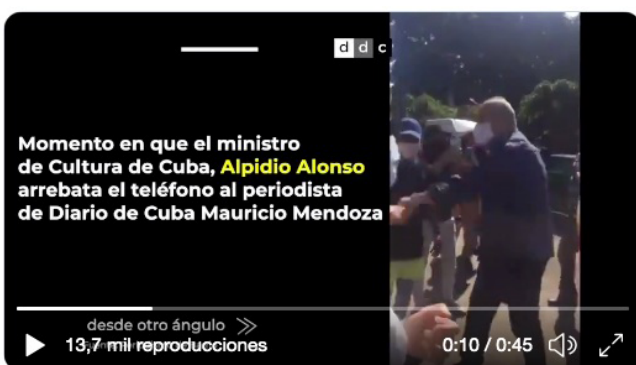 d d c
Momento en que el ministro
de Cultura de Cuba, Alpidio Alonso
arrebata el teléfono al periodista
de Diario de Cuba Mauricio Mendoza
desde otro ángulo
13,7 mil reproducciones 0:10 / 0:45